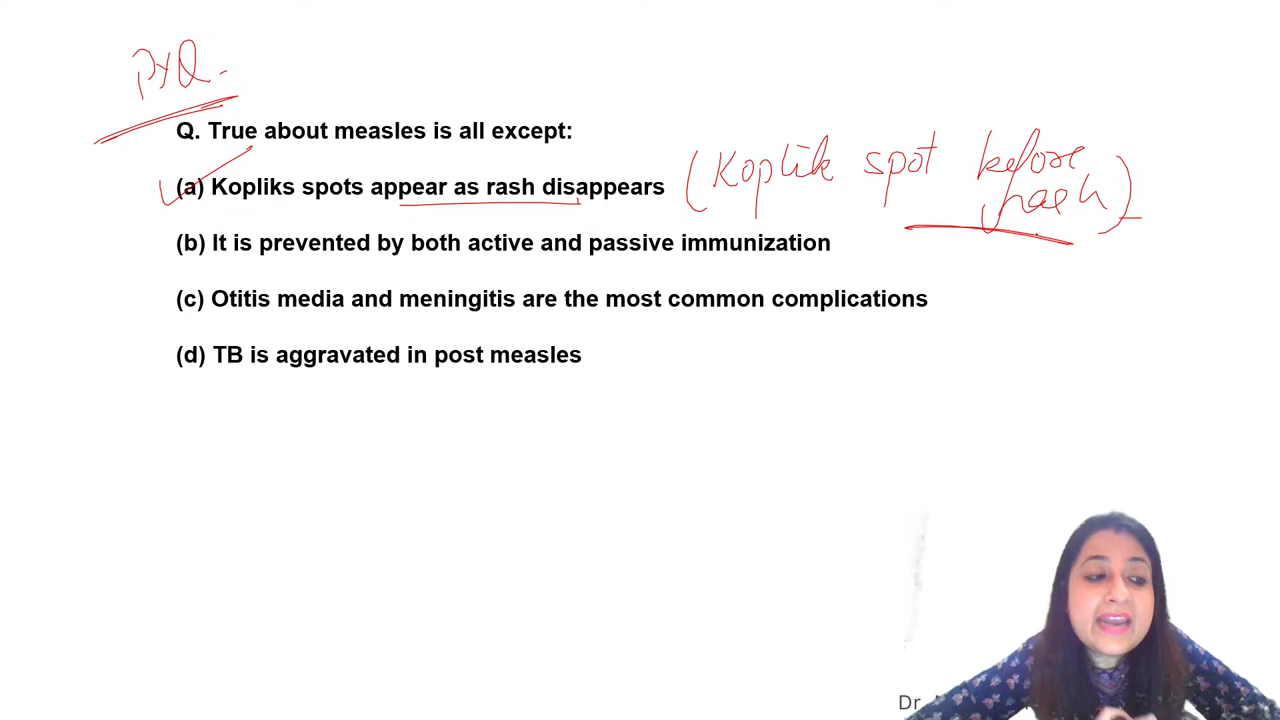 PYQ.
Q. True about measles is all except:
(a) Kopliks spots appear as rash disappears (Koplik spot before rash)
(b) It is prevented by both active and passive immunization
(c) Otitis media and meningitis are the most common complications
(d) TB is aggravated in post measles
Dr.